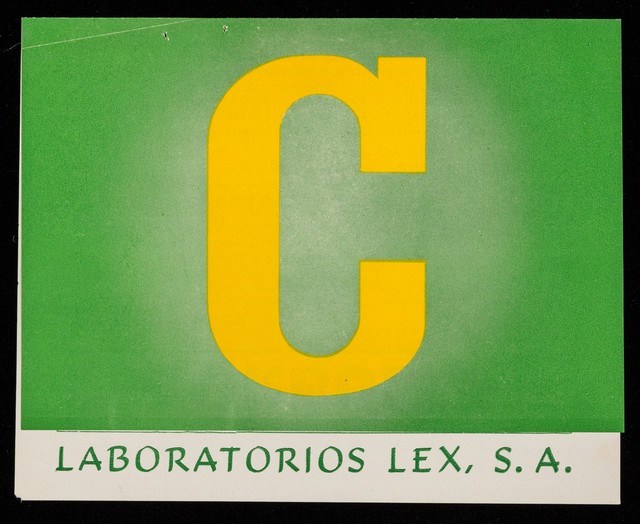 C
LABORATORIOS LEX, S. A.